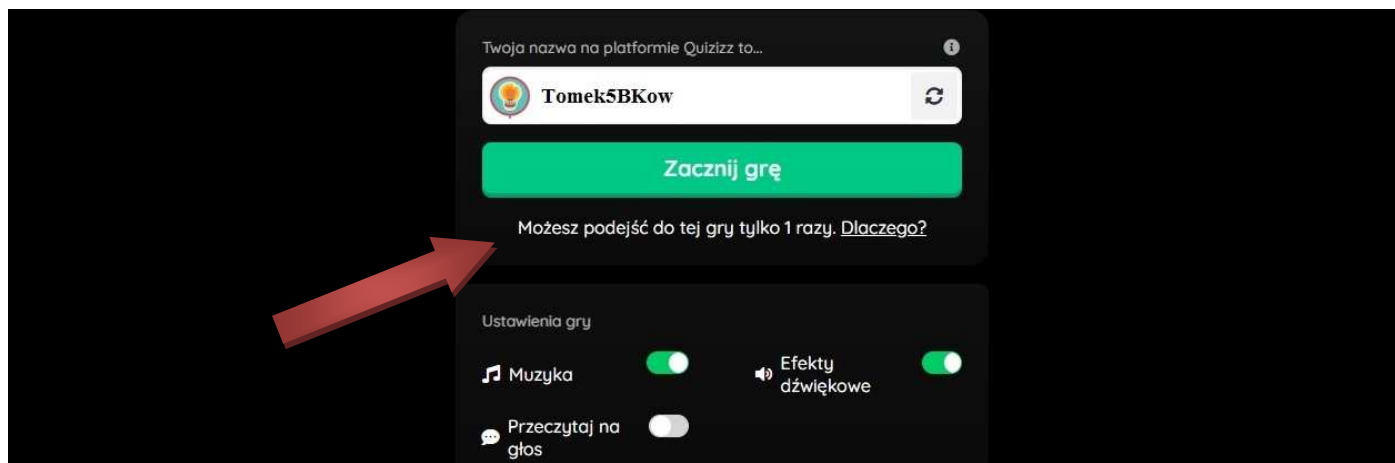 Twoja nazwa na platformie Quizizz to...
Tomek5BKow
Zacznij grę
Możesz podejść do tej gry tylko 1 razy. Dlaczego?
Ustawienia gry
Muzyka
Efekty
dźwiękowe
Przeczytaj na
głos